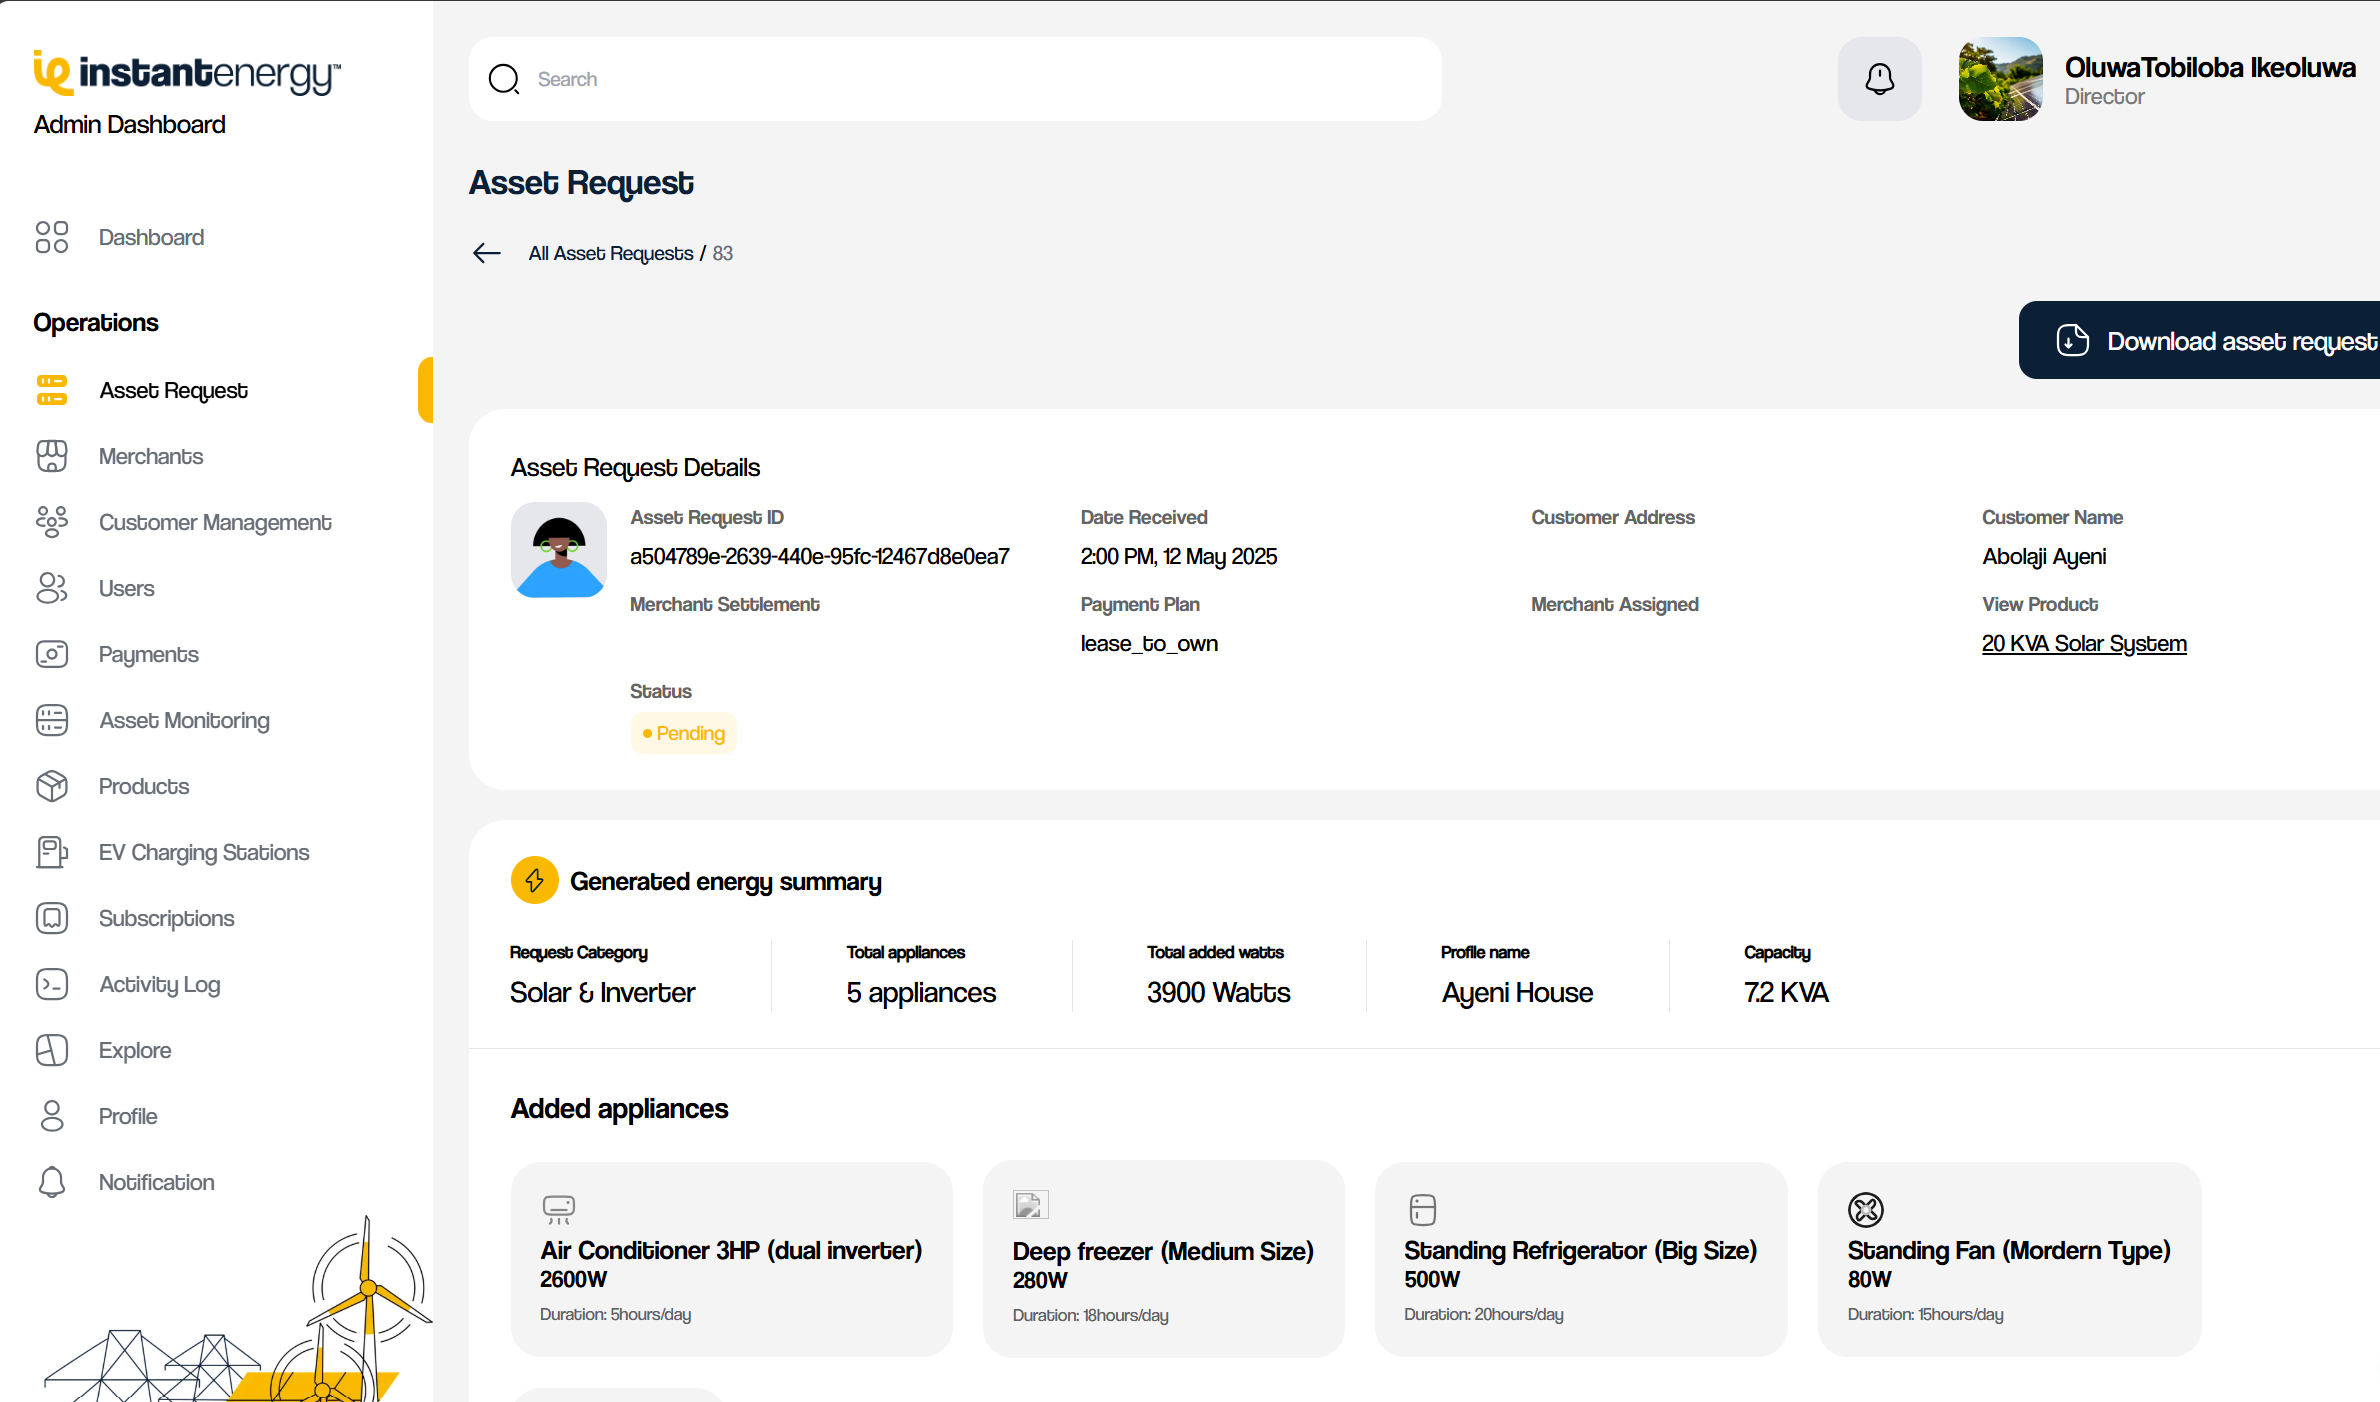 instantenergy™
Admin Dashboard
Dashboard
Operations
Asset Request
Merchants
Customer Management
Users
Payments
Asset Monitoring
Products
EV Charging Stations
Subscriptions
Activity Log
Explore
Profile
Notification
Search
OluwaTobiloba Ikeoluwa
Director
Asset Request
All Asset Requests / 83
Download asset request
Asset Request Details
Asset Request ID
a504789e-2639-440e-95fc-12467d8e0ea7
Date Received
2:00 PM, 12 May 2025
Customer Address
Customer Name
Abolaji Ayeni
Merchant Settlement
Payment Plan
lease_to_own
Merchant Assigned
View Product
20 KVA Solar System
Status
Pending
Generated energy summary
Request Category
Solar & Inverter
Total appliances
5 appliances
Total added watts
3900 Watts
Profile name
Ayeni House
Capacity
7.2 KVA
Added appliances
Air Conditioner 3HP (dual inverter)
2600W
Duration: 5hours/day
Deep freezer (Medium Size)
280W
Duration: 18hours/day
Standing Refrigerator (Big Size)
500W
Duration: 20hours/day
Standing Fan (Mordern Type)
80W
Duration: 15hours/day